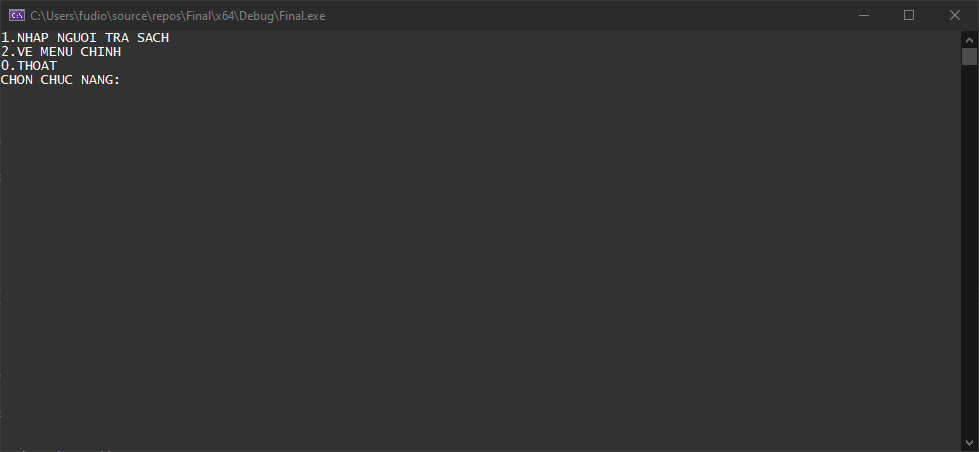 C:\Users\fudio\source\repos\Final\x64\Debug\Final.exe
1.NHAP NGUOI TRA SACH
2.VE MENU CHINH
0.THOAT
CHON CHUC NANG: